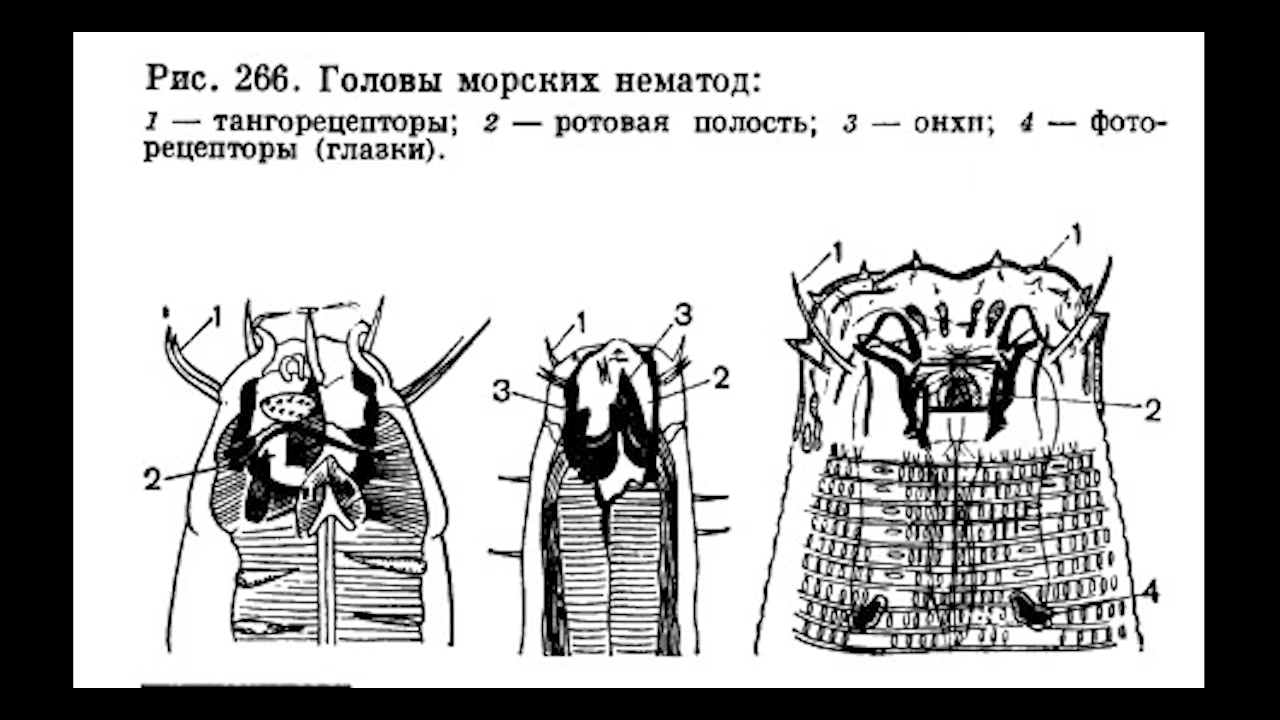 Рис. 266. Головы морских нематод:
1 — тангорецепторы; 2 — ротовая полость; 3 — онхи; 4 — фото-
рецепторы (глазки).
1 1
1 3 1
3 2 2
2
4